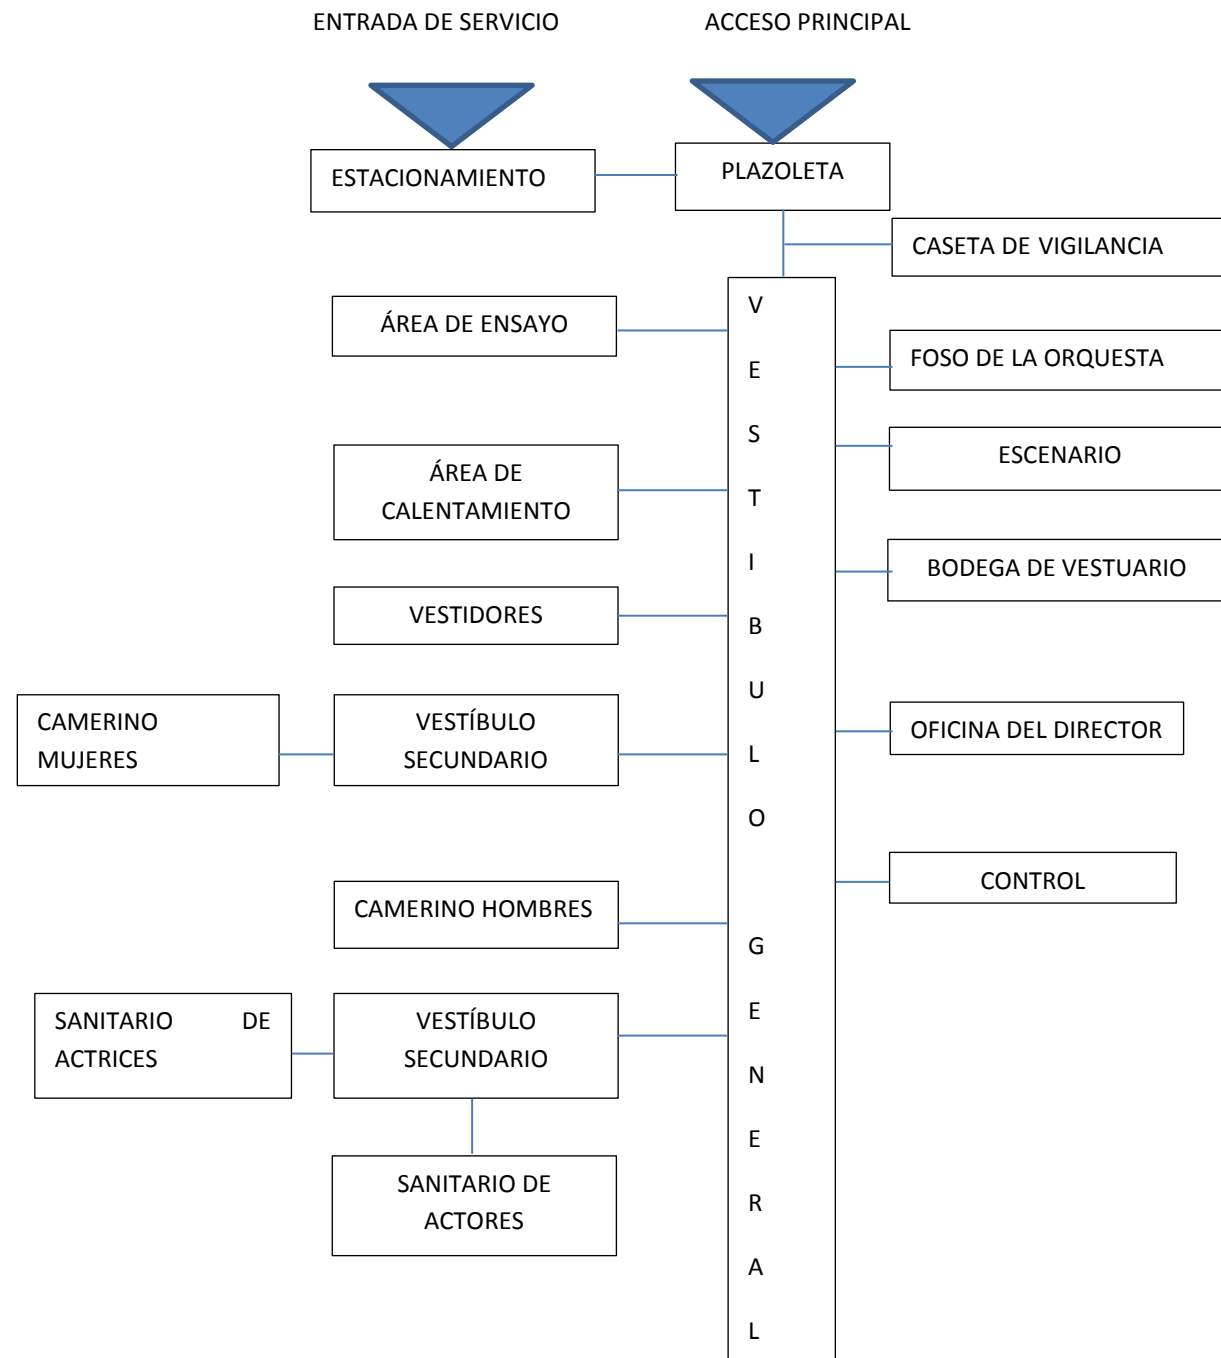 ENTRADA DE SERVICIO
ACCESO PRINCIPAL
ESTACIONAMIENTO
PLAZOLETA
CASETA DE VIGILANCIA
ÁREA DE ENSAYO
FOSO DE LA ORQUESTA
ESCENARIO
ÁREA DE
CALENTAMIENTO
BODEGA DE VESTUARIO
VESTIDORES
CAMERINO
MUJERES
VESTÍBULO
SECUNDARIO
OFICINA DEL DIRECTOR
CONTROL
CAMERINO HOMBRES
SANITARIO DE
ACTRICES
VESTÍBULO
SECUNDARIO
SANITARIO DE
ACTORES
V
E
S
T
I
B
U
L
O
G
E
N
E
R
A
L